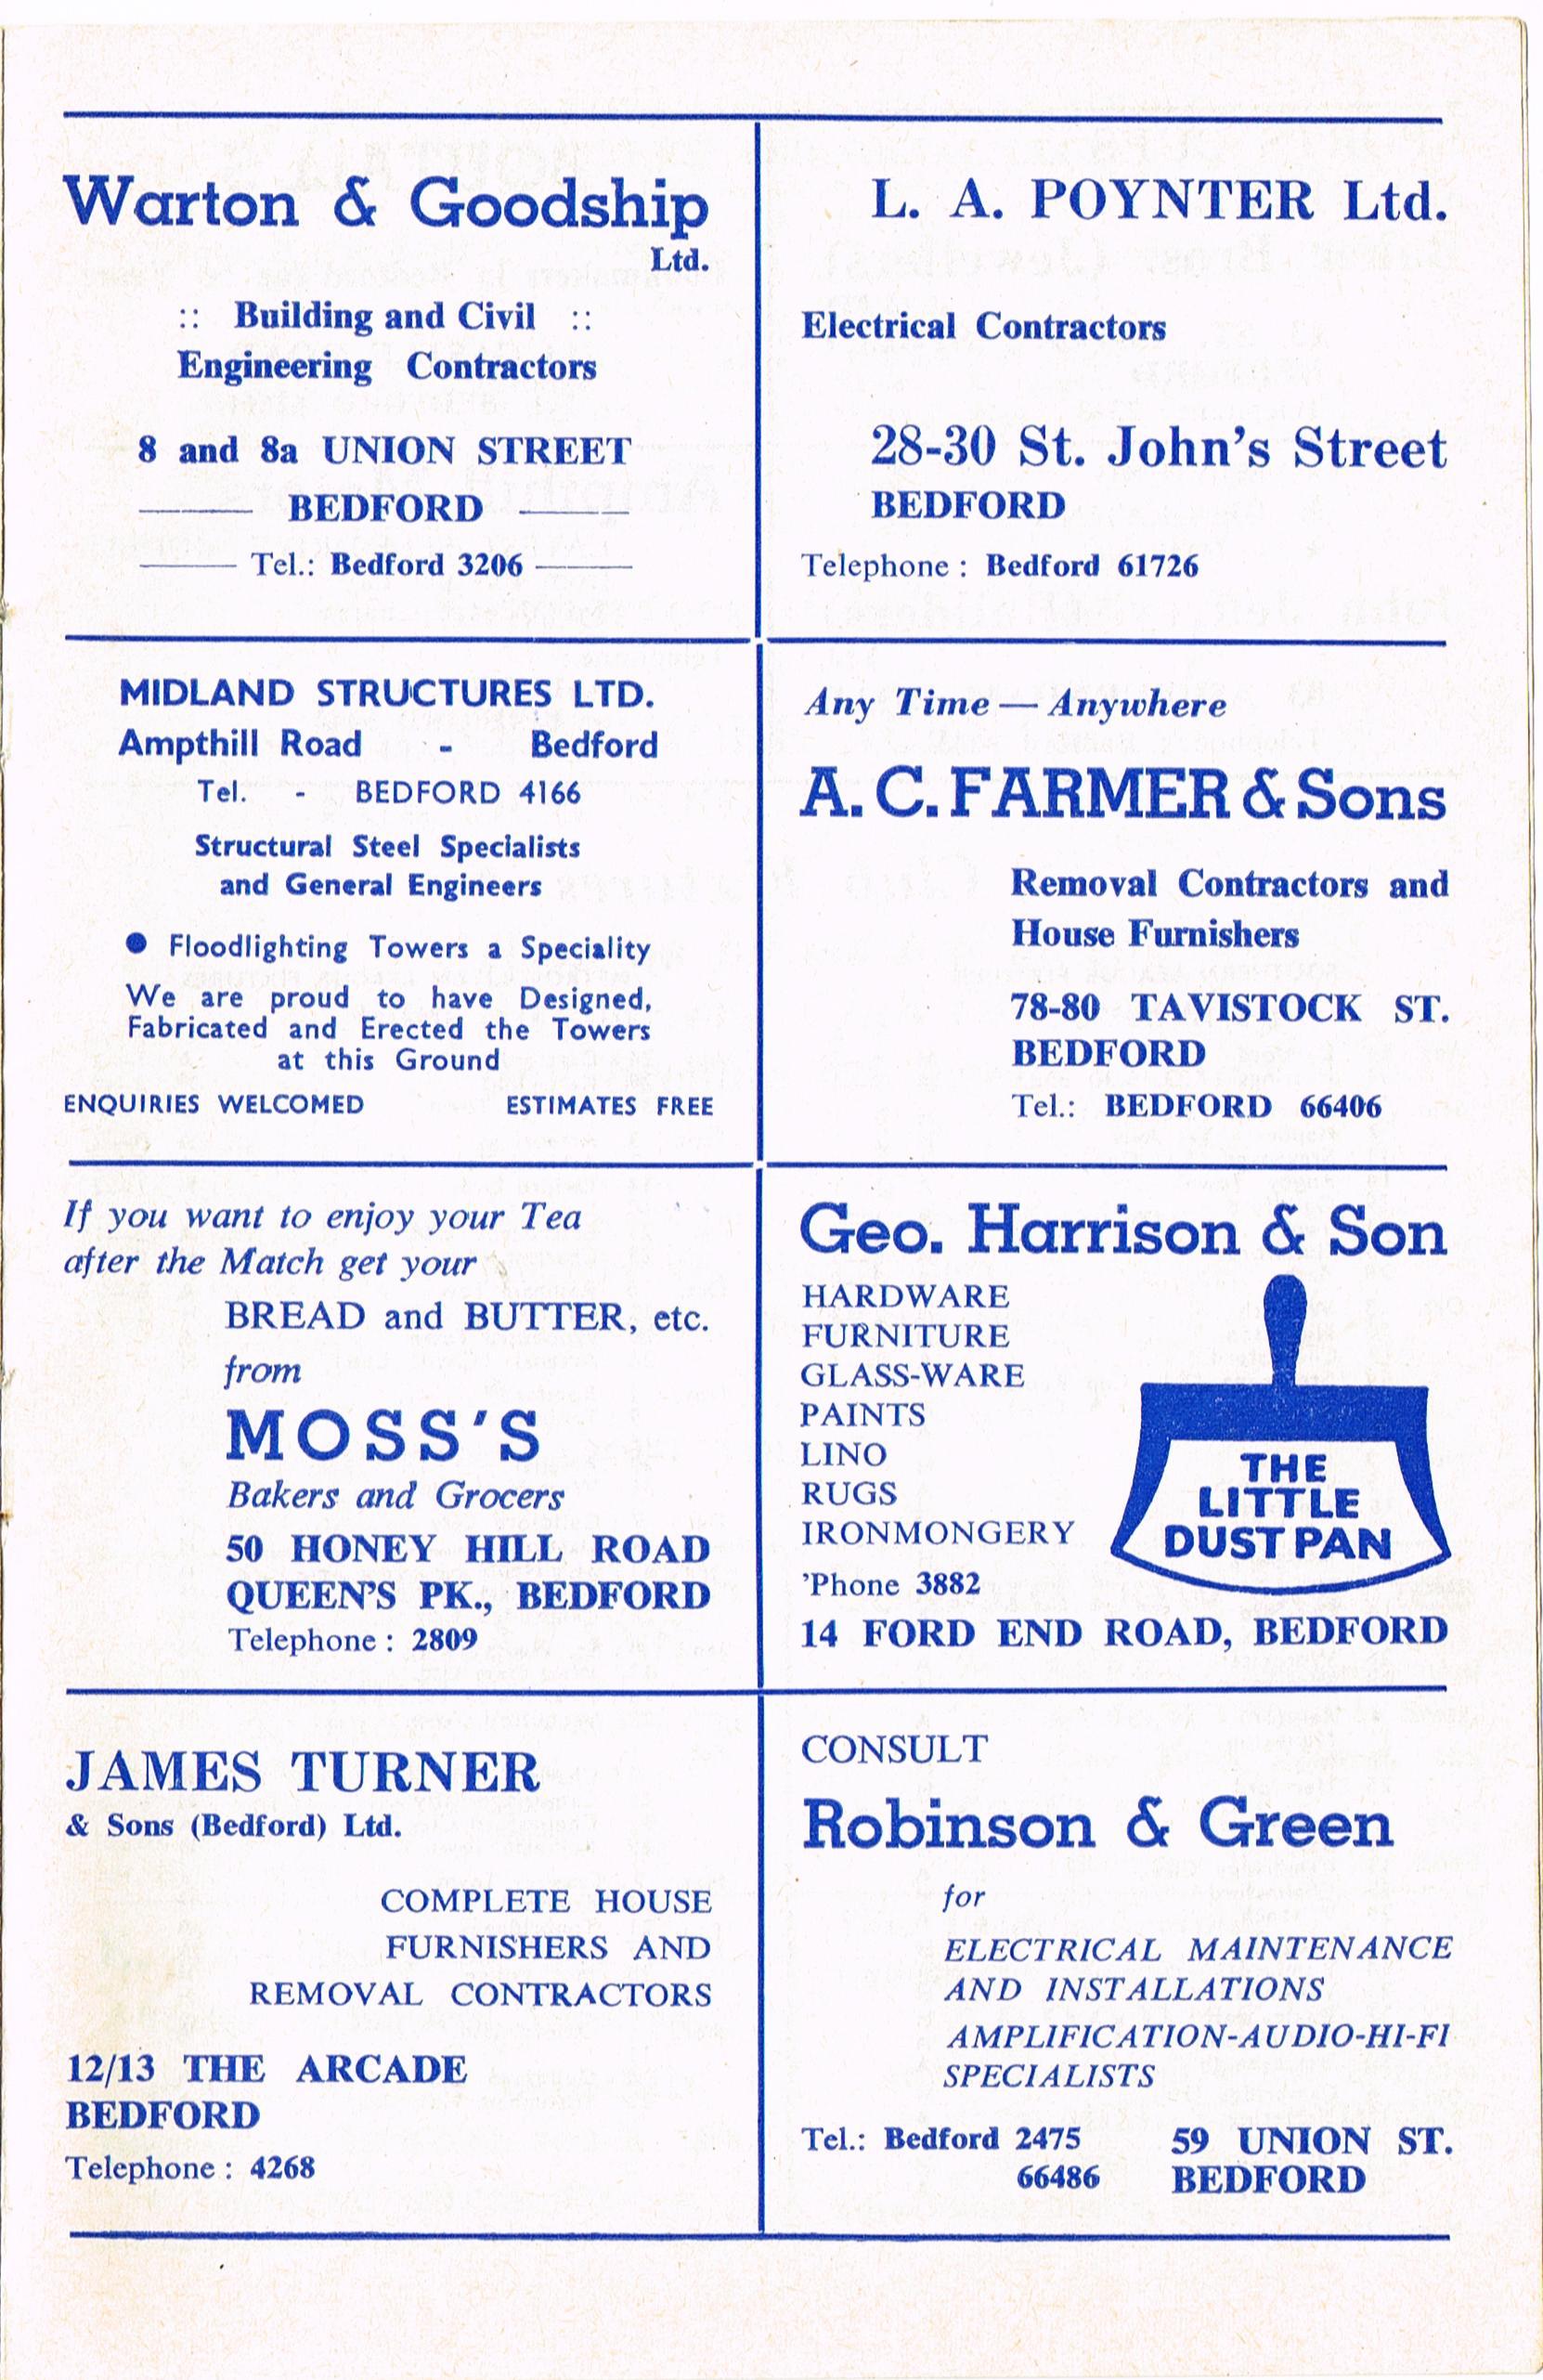 Warton & Goodship
Ltd.
:: Building and Civil ::
Engineering Contractors
8 and 8a UNION STREET
BEDFORD
Tel.: Bedford 3206
L. A. POYNTER Ltd.
Electrical Contractors
28-30 St. John's Street
BEDFORD
Telephone : Bedford 61726
MIDLAND STRUCTURES LTD.
Ampthill Road - Bedford
Tel. - BEDFORD 4166
Structural Steel Specialists
and General Engineers
● Floodlighting Towers a Speciality
We are proud to have Designed,
Fabricated and Erected the Towers
at this Ground
ENQUIRIES WELCOMED ESTIMATES FREE
Any Time — Anywhere
A. C. FARMER & Sons
Removal Contractors and
House Furnishers
78-80 TAVISTOCK ST.
BEDFORD
Tel.: BEDFORD 66406
If you want to enjoy your Tea
after the Match get your
BREAD and BUTTER, etc.
from
MOSS'S
Bakers and Grocers
50 HONEY HILL ROAD
QUEEN'S PK., BEDFORD
Telephone : 2809
Geo. Harrison & Son
HARDWARE
FURNITURE
GLASS-WARE
PAINTS
LINO
RUGS
IRONMONGERY
THE
LITTLE
DUST PAN
'Phone 3882
14 FORD END ROAD, BEDFORD
JAMES TURNER
& Sons (Bedford) Ltd.
COMPLETE HOUSE
FURNISHERS AND
REMOVAL CONTRACTORS
12/13 THE ARCADE
BEDFORD
Telephone : 4268
CONSULT
Robinson & Green
for
ELECTRICAL MAINTENANCE
AND INSTALLATIONS
AMPLIFICATION-AUDIO-HI-FI
SPECIALISTS
Tel.: Bedford 2475 59 UNION ST.
66486 BEDFORD